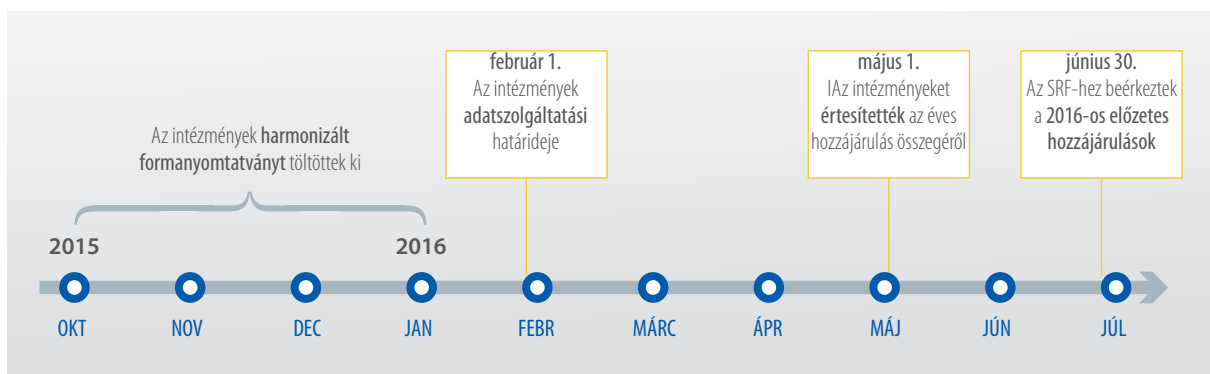 február 1.
Az intézmények
adatszolgáltatási
határideje
május 1.
IAz intézményeket
értesítették az éves
hozzájárulás összegéről
június 30.
Az SRF-hez beérkeztek
a 2016-os előzetes
hozzájárulások
Az intézmények harmonizált
formanyomtatványt töltöttek ki
2015
2016
OKT
NOV
DEC
JAN
FEBR
MÁRC
ÁPR
MÁJ
JÚN
JÚL